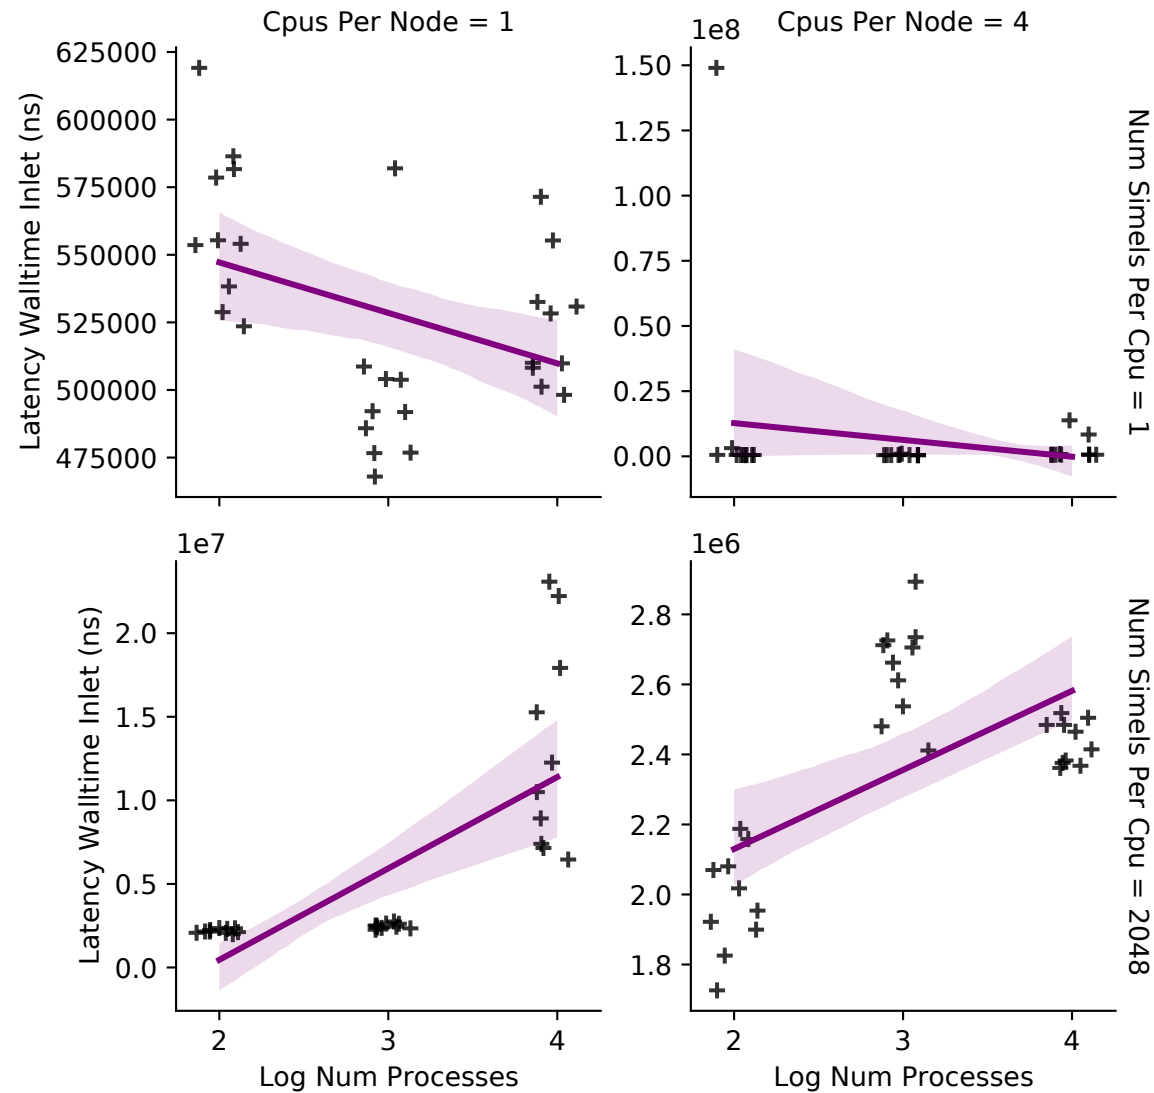 Cpus Per Node = 1
Cpus Per Node = 4
1e8
625000
600000
575000
550000
525000
500000
475000
Latency Walltime Inlet (ns)
1.50
1.25
1.00
0.75
0.50
0.25
0.00
Num Simels Per Cpu = 1
1e7
1e6
2.0
1.5
1.0
0.5
0.0
Latency Walltime Inlet (ns)
2.8
2.6
2.4
2.2
2.0
1.8
Num Simels Per Cpu = 2048
2
3
4
2
3
4
Log Num Processes
Log Num Processes